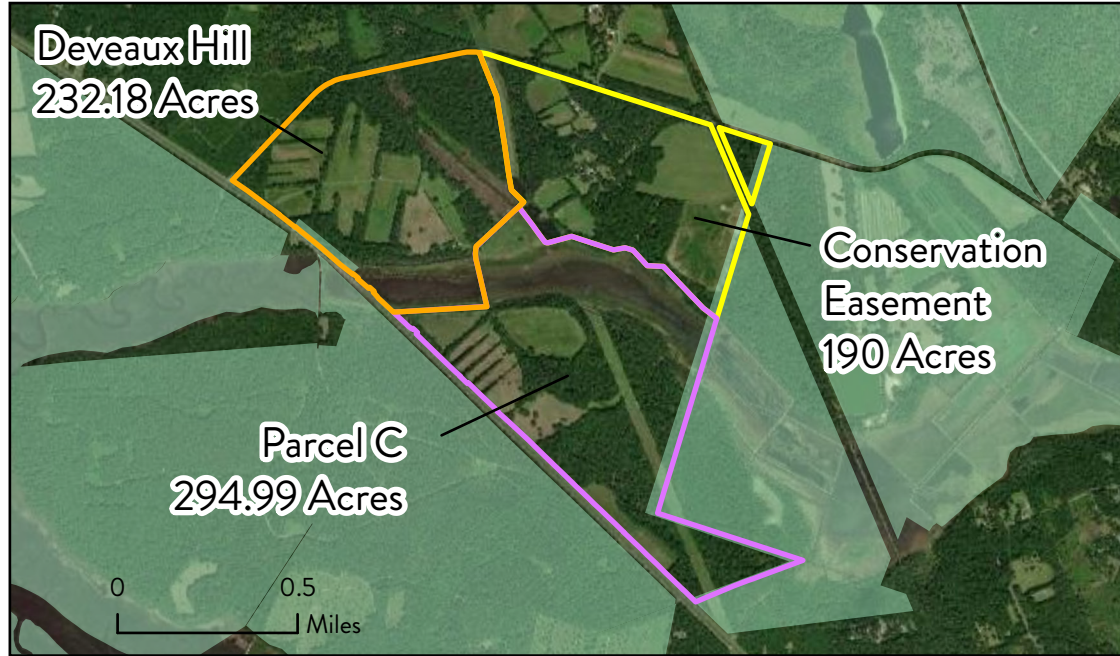 Deveaux Hill
232.18 Acres
Conservation
Easement
190 Acres
Parcel C
294.99 Acres
0 0.5
Miles